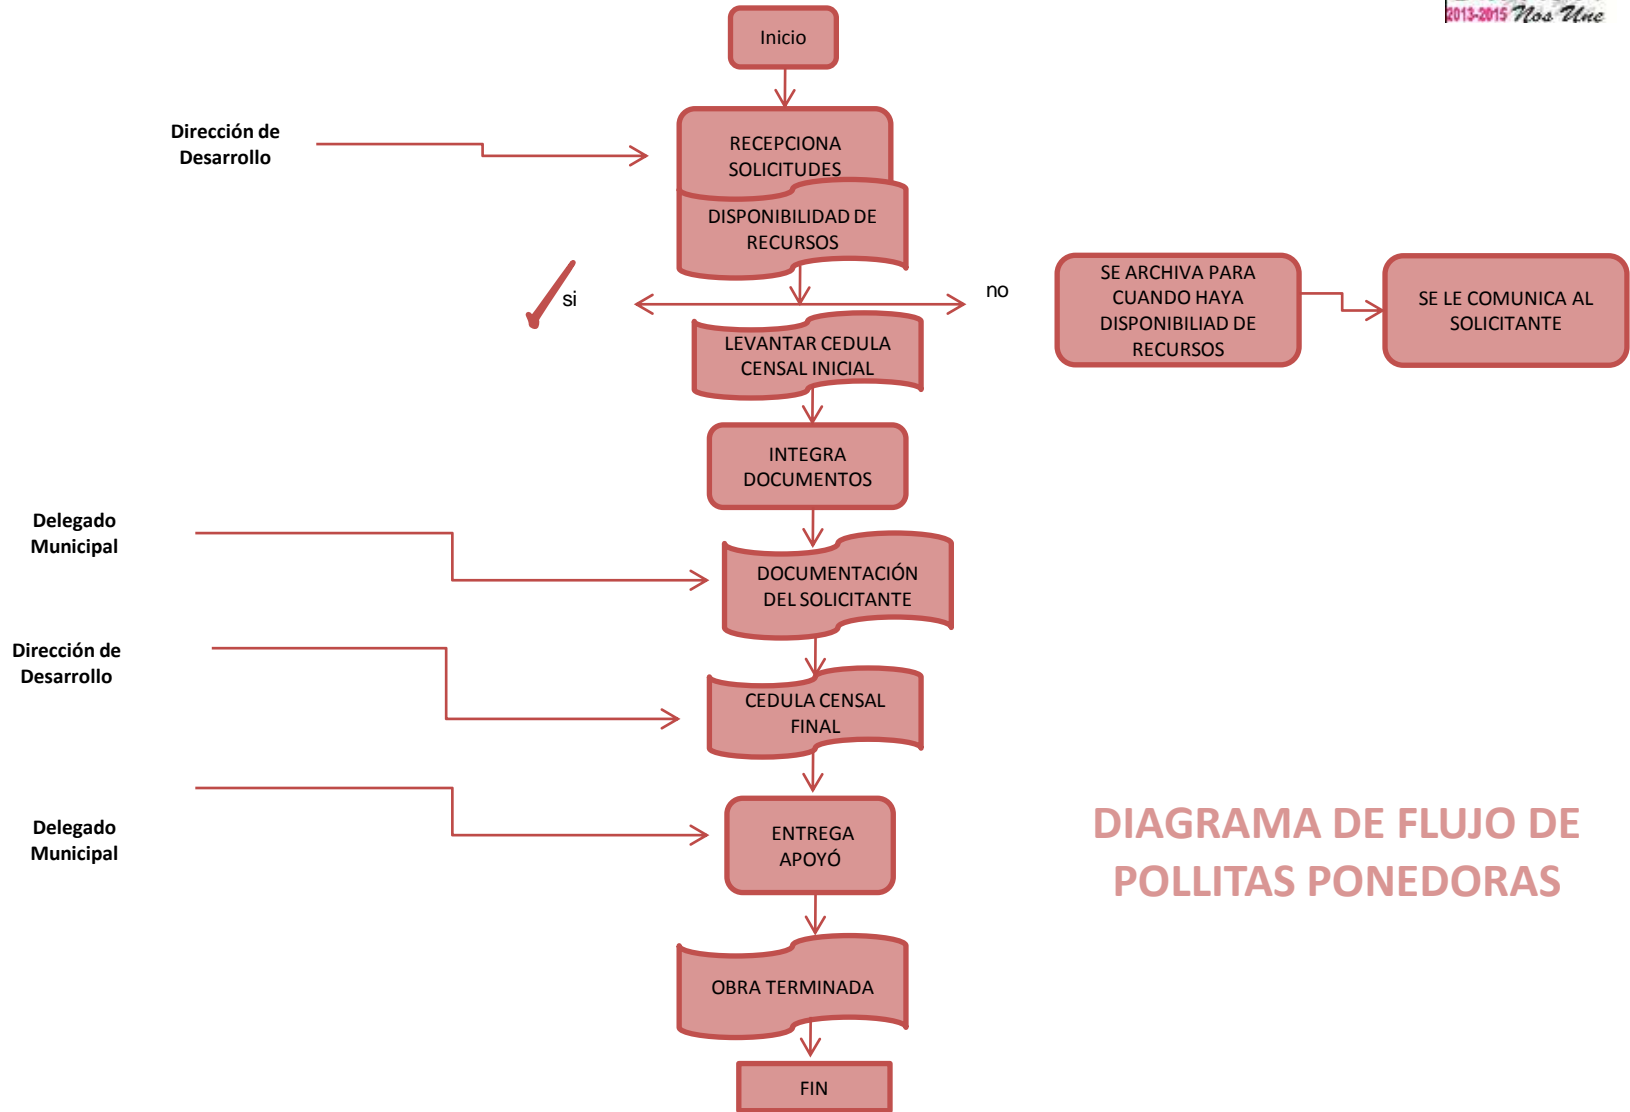 2013-2015 Nos Une
Inicio
Dirección de
Desarrollo
RECEPCIONA
SOLICITUDES
DISPONIBILIDAD DE
RECURSOS
si
no
SE ARCHIVA PARA
CUANDO HAYA
DISPONIBILIAD DE
RECURSOS
SE LE COMUNICA AL
SOLICITANTE
LEVANTAR CEDULA
CENSAL INICIAL
INTEGRA
DOCUMENTOS
Delegado
Municipal
DOCUMENTACIÓN
DEL SOLICITANTE
Dirección de
Desarrollo
CEDULA CENSAL
FINAL
Delegado
Municipal
ENTREGA
APOYÓ
DIAGRAMA DE FLUJO DE
POLLITAS PONEDORAS
OBRA TERMINADA
FIN